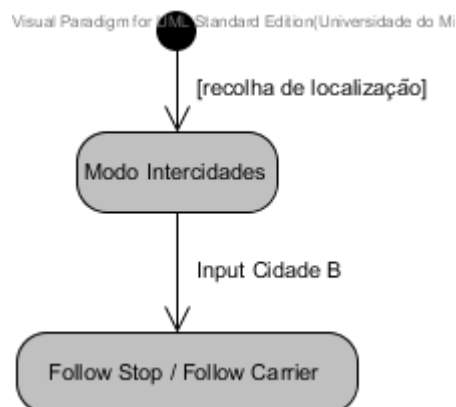 Visual Paradigm for UML Standard Edition(Universidade do Mi
[recolha de localização]
Modo Intercidades
Input Cidade B
Follow Stop / Follow Carrier